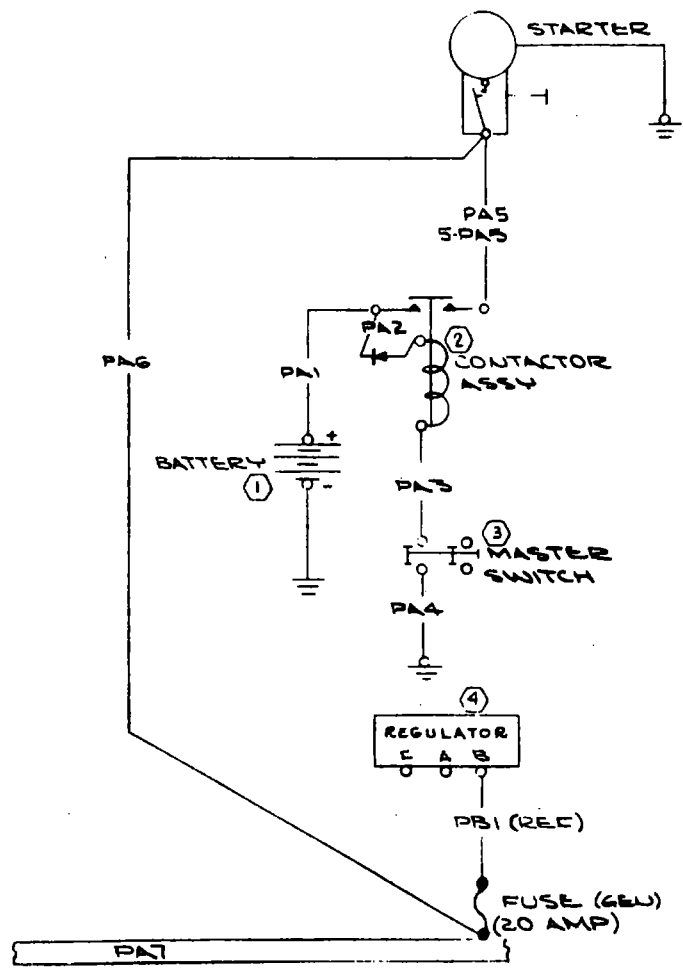 STARTER
PA5
5-PA5
PA2
2
CONTACTOR
ASSY
PA6
PA1
+
BATTERY
1
-
PA3
3
MASTER
SWITCH
PA4
4
REGULATOR
F A B
PB1 (REF)
FUSE (GEN)
(20 AMP)
PA7